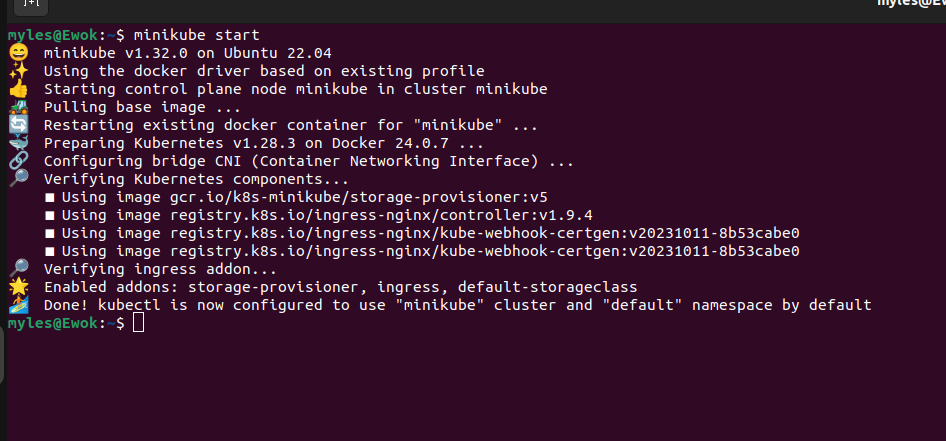 myles@Ew
myles@Ewok:~$ minikube start
😄 minikube v1.32.0 on Ubuntu 22.04
✨ Using the docker driver based on existing profile
👍 Starting control plane node minikube in cluster minikube
🚜 Pulling base image ...
🔄 Restarting existing docker container for "minikube" ...
🐳 Preparing Kubernetes v1.28.3 on Docker 24.0.7 ...
🔗 Configuring bridge CNI (Container Networking Interface) ...
🔎 Verifying Kubernetes components...
■ Using image gcr.io/k8s-minikube/storage-provisioner:v5
■ Using image registry.k8s.io/ingress-nginx/controller:v1.9.4
■ Using image registry.k8s.io/ingress-nginx/kube-webhook-certgen:v20231011-8b53cabe0
■ Using image registry.k8s.io/ingress-nginx/kube-webhook-certgen:v20231011-8b53cabe0
🔎 Verifying ingress addon...
🌟 Enabled addons: storage-provisioner, ingress, default-storageclass
🏄 Done! kubectl is now configured to use "minikube" cluster and "default" namespace by default
myles@Ewok:~$